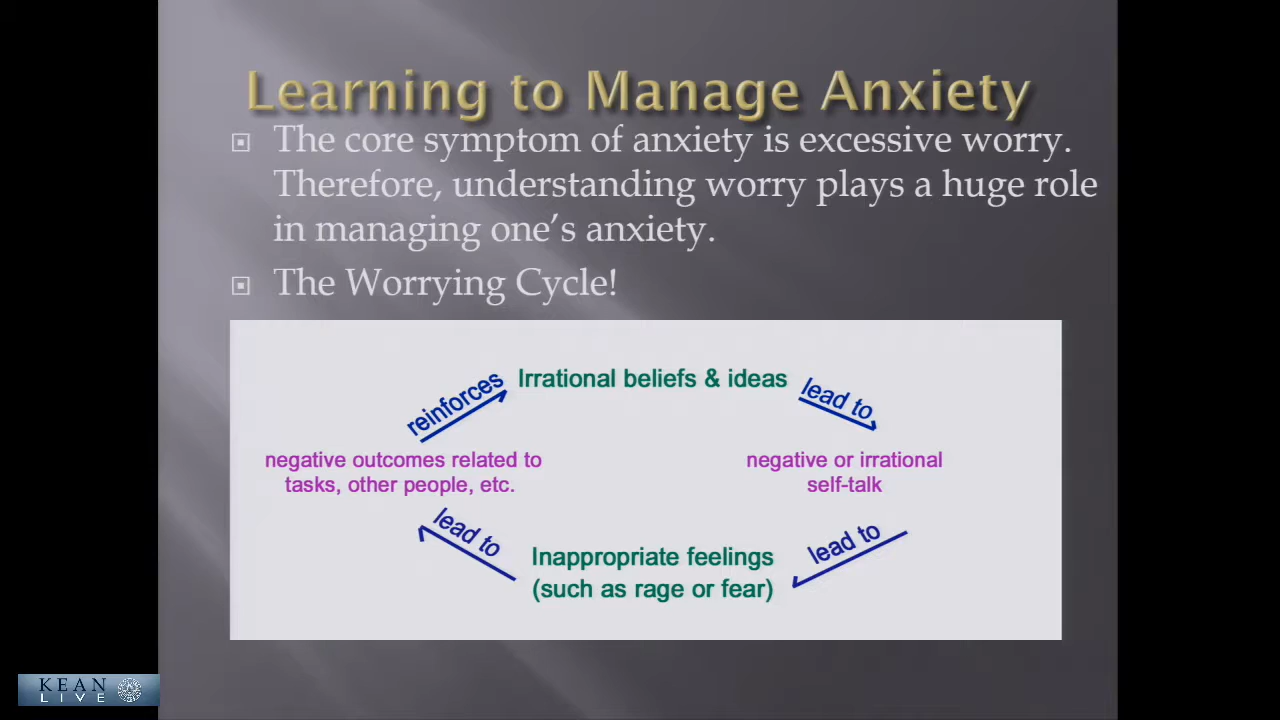 Learning to Manage Anxiety
The core symptom of anxiety is excessive worry.
Therefore, understanding worry plays a huge role
in managing one's anxiety.
The Worrying Cycle!
Irrational beliefs & ideas
reinforces
lead to
negative outcomes related to
tasks, other people, etc.
negative or irrational
self-talk
lead to
lead to
Inappropriate feelings
(such as rage or fear)
KEAN
LIVE